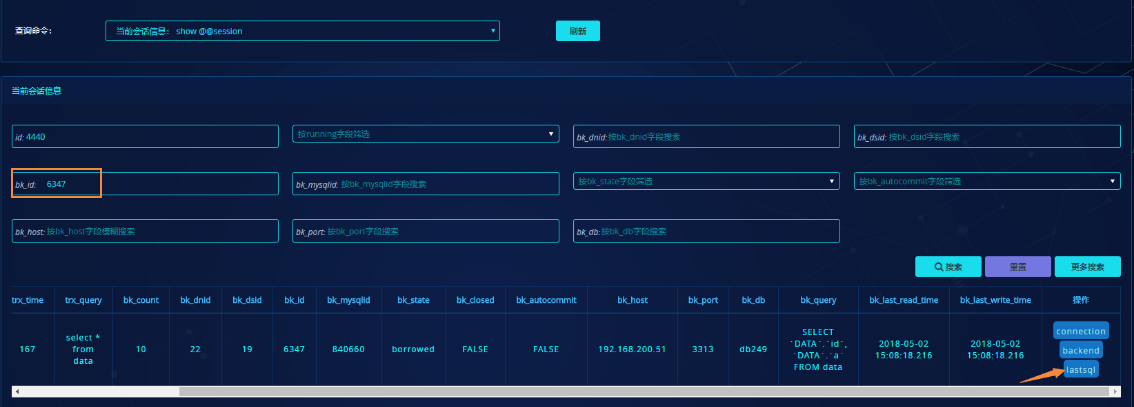 查询命令： 当前会话信息： show @@session 刷新
当前会话信息
id: 4440 按running字段筛选 bk_dnid: 按bk_dnid字段搜索 bk_dsid: 按bk_dsid字段搜索
bk_id: 6347 bk_mysqlid: 按bk_mysqlid字段搜索 按bk_state字段筛选 按bk_autocommit字段筛选
bk_host: 按bk_host字段模糊搜索 bk_port: 按bk_port字段搜索 bk_db: 按bk_db字段搜索
搜索 重置 更多搜索
trx_time trx_query bk_count bk_dnid bk_dsid bk_id bk_mysqlid bk_state bk_closed bk_autocommit bk_host bk_port bk_db bk_query bk_last_read_time bk_last_write_time 操作
167 select * from data 10 22 19 6347 840660 borrowed FALSE FALSE 192.168.200.51 3313 db249 SELECT `DATA`.`id`, `DATA`.`a` FROM data 2018-05-02 15:08:18.216 2018-05-02 15:08:18.216 connection
backend
lastsql